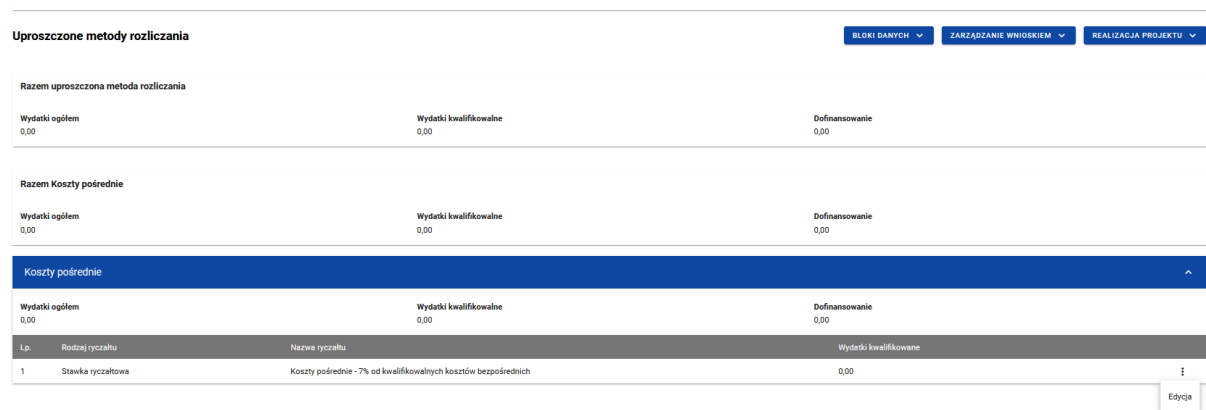 Uproszczone metody rozliczania BLOKI DANYCH ZARZĄDZANIE WNIOSKIEM REALIZACJA PROJEKTU
Razem uproszczona metoda rozliczania
Wydatki ogółem Wydatki kwalifikowalne Dofinansowanie
0,00 0,00 0,00
Razem Koszty pośrednie
Wydatki ogółem Wydatki kwalifikowalne Dofinansowanie
0,00 0,00 0,00
Koszty pośrednie
Wydatki ogółem Wydatki kwalifikowalne Dofinansowanie
0,00 0,00 0,00
Lp. Rodzaj ryczałtu Nazwa ryczałtu Wydatki kwalifikowane
1 Stawka ryczałtowa Koszty pośrednie - 7% od kwalifikowalnych kosztów bezpośrednich 0,00
Edycja